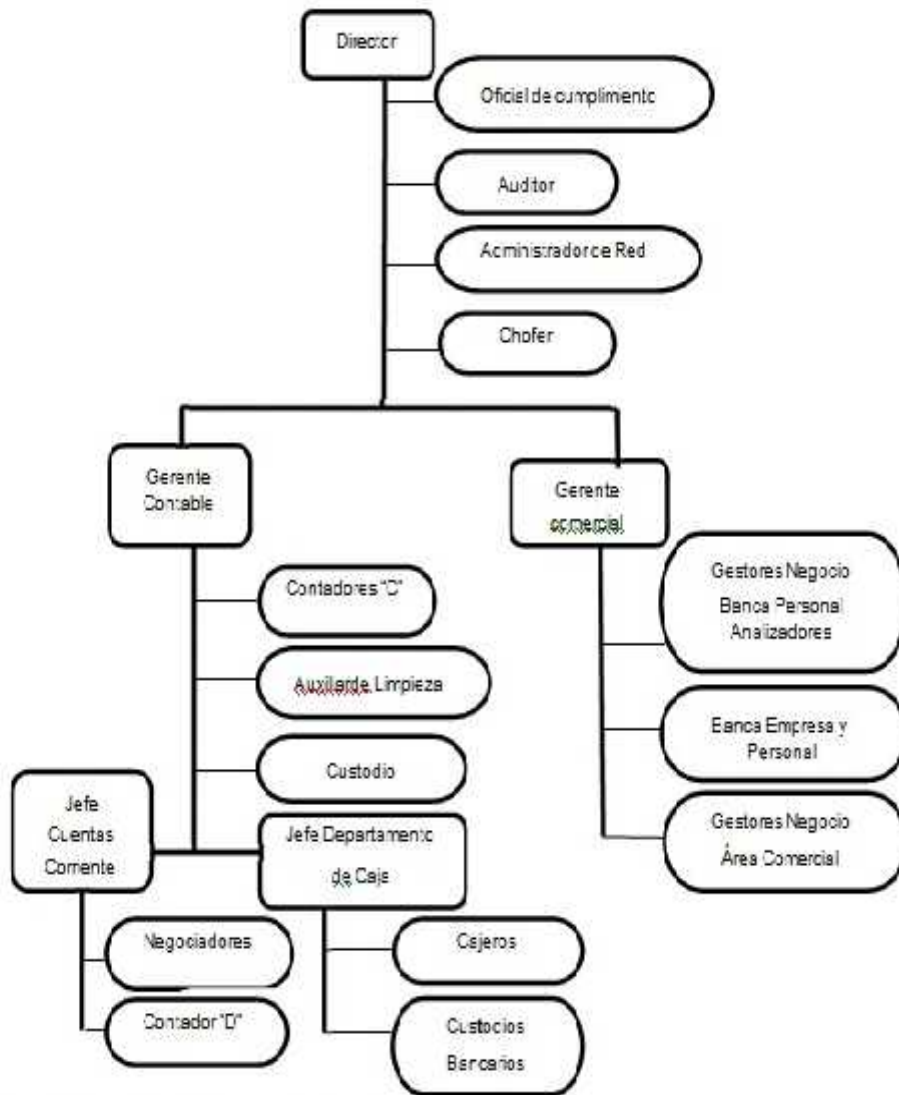 Director
Oficial de cumplimiento
Auditor
Administrador de Red
Chofer
Gerente
Contable
Gerente
comercial
Contadores "C"
Auxiliar de Limpieza
Custodio
Gestores Negocio
Banca Personal
Analizadores
Banca Empresa y
Personal
Gestores Negocio
Área Comercial
Jefe
Cuentas
Corriente
Jefe Departamento
de Caja
Negociadores
Contador "D"
Cajeros
Custodios
Bancarios